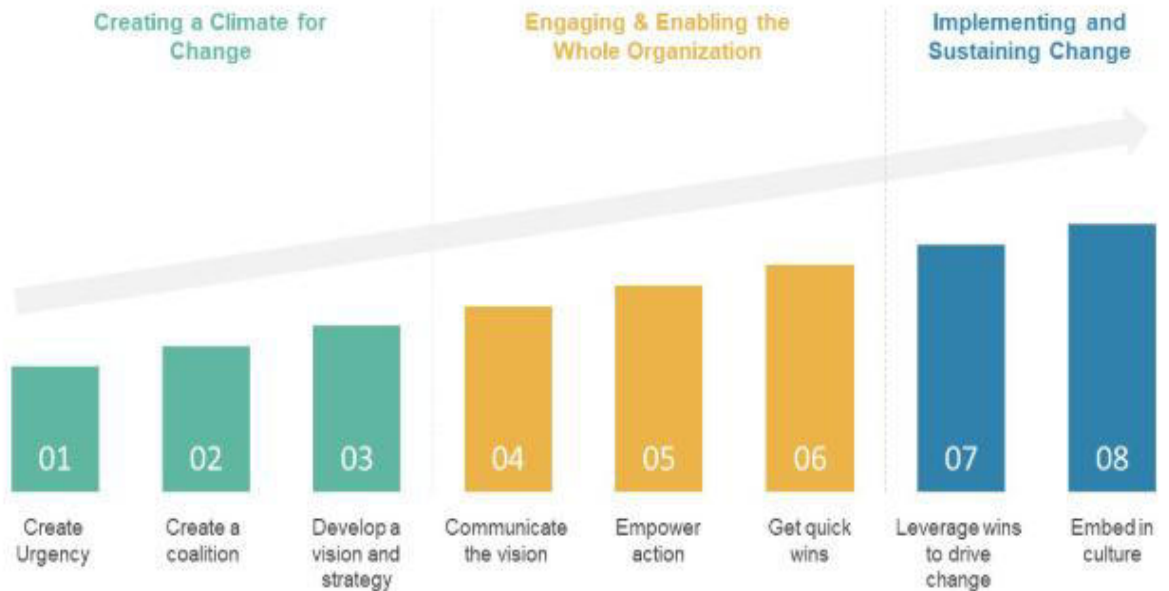 Creating a Climate for
Change
Engaging & Enabling the
Whole Organization
Implementing and
Sustaining Change
01
02
03
04
05
06
07
08
Create
Urgency
Create a
coalition
Develop a
vision and
strategy
Communicate
the vision
Empower
action
Get quick
wins
Leverage wins
to drive
change
Embed in
culture